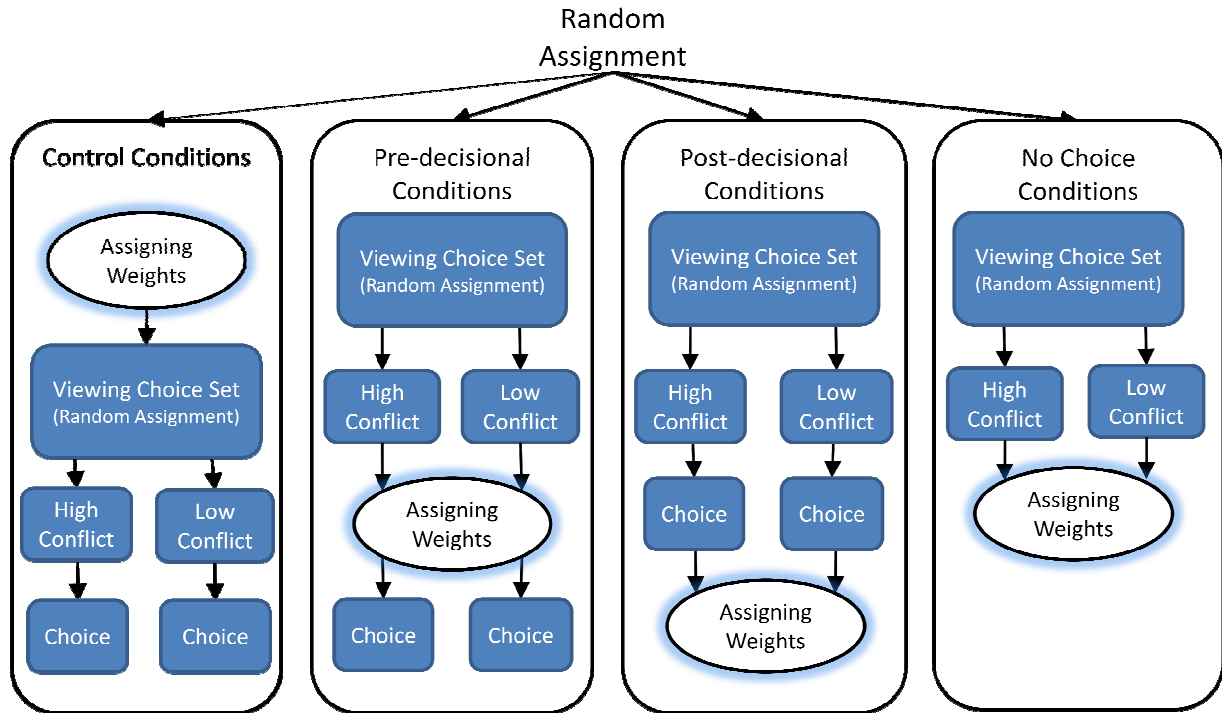 Random
Assignment
Control Conditions
Assigning
Weights
Viewing Choice Set
(Random Assignment)
High
Conflict
Low
Conflict
Choice
Choice
Pre-decisional
Conditions
Viewing Choice Set
(Random Assignment)
High
Conflict
Low
Conflict
Assigning
Weights
Choice
Choice
Post-decisional
Conditions
Viewing Choice Set
(Random Assignment)
High
Conflict
Low
Conflict
Choice
Choice
Assigning
Weights
No Choice
Conditions
Viewing Choice Set
(Random Assignment)
High
Conflict
Low
Conflict
Assigning
Weights